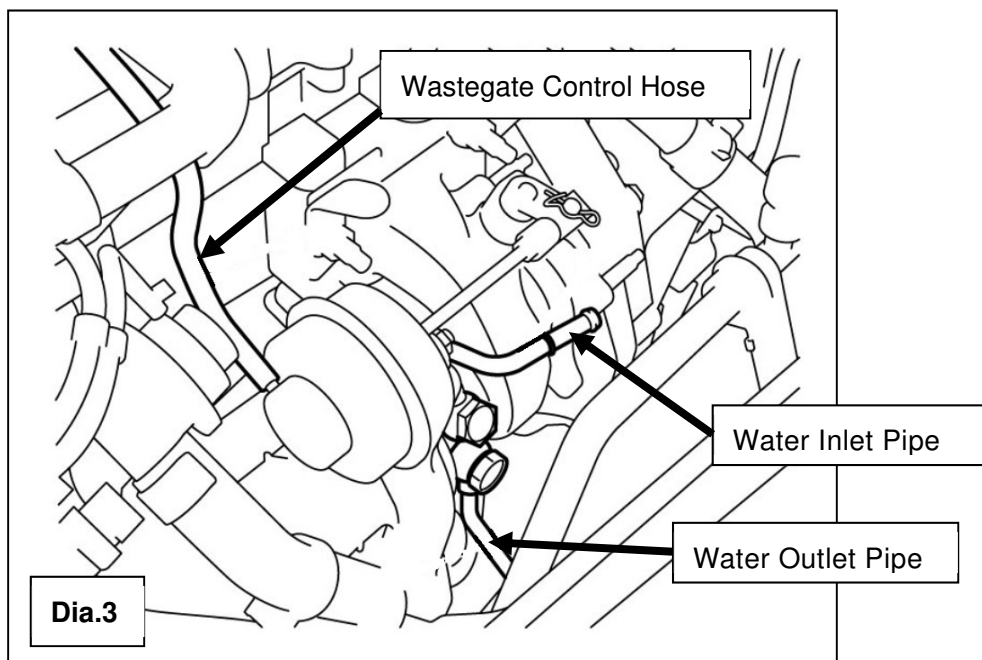 Wastegate Control Hose
Water Inlet Pipe
Water Outlet Pipe
Dia.3